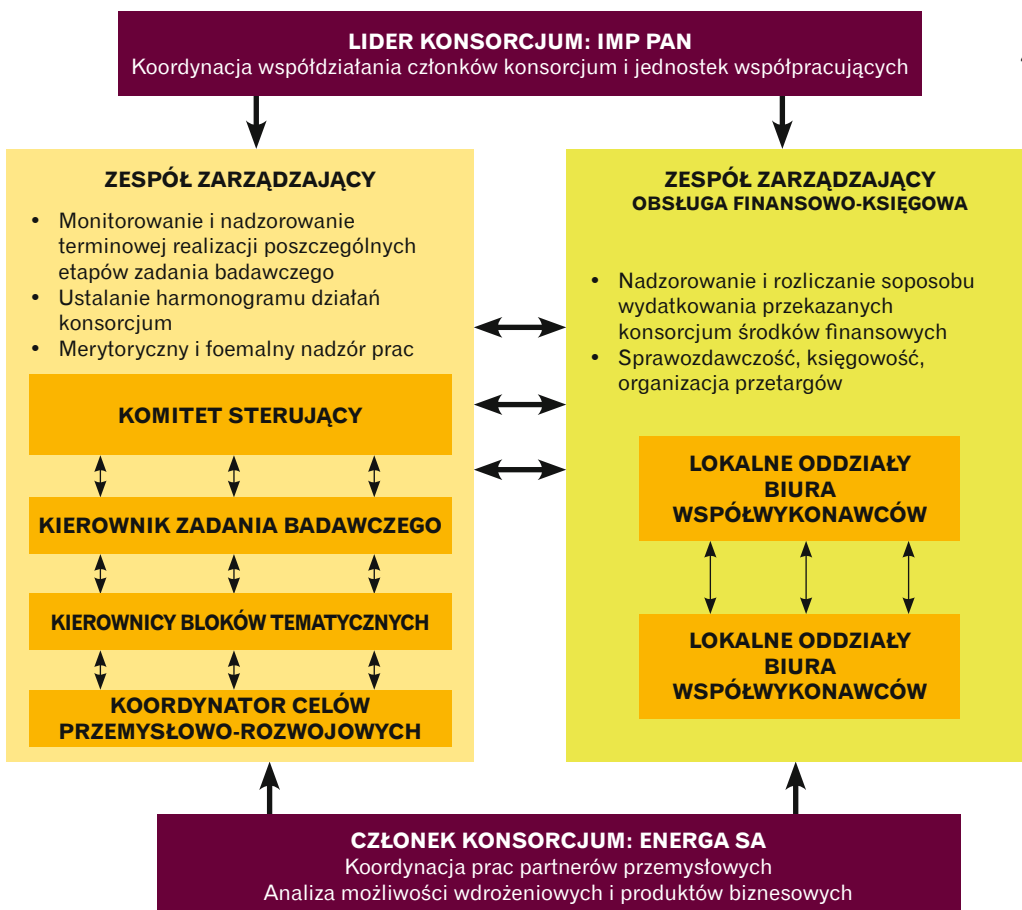 LIDER KONSORCJUM: IMP PAN
Koordynacja współdziałania członków konsorcjum i jednostek współpracujących
ZESPÓŁ ZARZĄDZAJĄCY
• Monitorowanie i nadzorowanie
terminowej realizacji poszczególnych
etapów zadania badawczego
• Ustalanie harmonogramu działań
konsorcjum
• Merytoryczny i foemalny nadzór prac
KOMITET STERUJĄCY
KIEROWNIK ZADANIA BADAWCZEGO
KIEROWNICY BLOKÓW TEMATYCZNYCH
KOORDYNATOR CELÓW
PRZEMYSŁOWO-ROZWOJOWYCH
ZESPÓŁ ZARZĄDZAJĄCY
OBSŁUGA FINANSOWO-KSIĘGOWA
• Nadzorowanie i rozliczanie soposobu
wydatkowania przekazanych
konsorcjum środków finansowych
• Sprawozdawczość, księgowość,
organizacja przetargów
LOKALNE ODDZIAŁY
BIURA
WSPÓŁWYKONAWCÓW
LOKALNE ODDZIAŁY
BIURA
WSPÓŁWYKONAWCÓW
CZŁONEK KONSORCJUM: ENERGA SA
Koordynacja prac partnerów przemysłowych
Analiza możliwości wdrożeniowych i produktów biznesowych